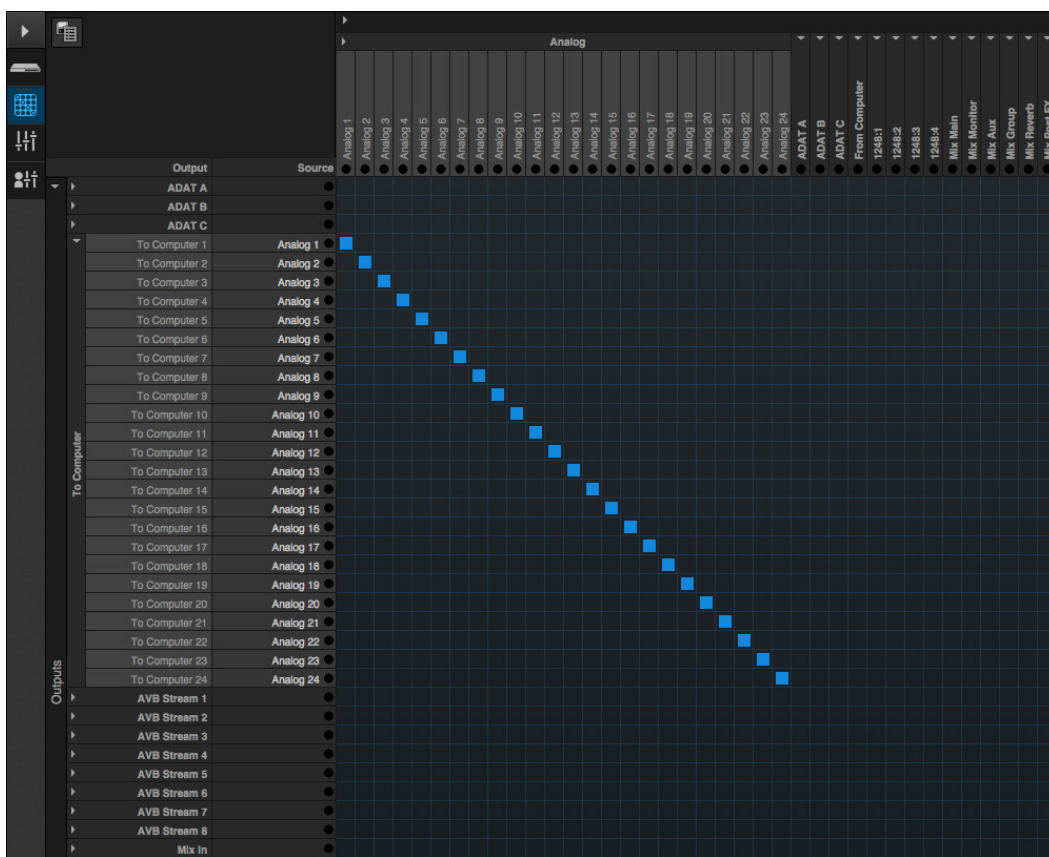 Analog
Analog 1
Analog 2
Analog 3
Analog 4
Analog 5
Analog 6
Analog 7
Analog 8
Analog 9
Analog 10
Analog 11
Analog 12
Analog 13
Analog 14
Analog 15
Analog 16
Analog 17
Analog 18
Analog 19
Analog 20
Analog 21
Analog 22
Analog 23
Analog 24
ADAT A
ADAT B
ADAT C
From Computer
1248:1
1248:2
1248:3
1248:4
Mix Main
Mix Monitor
Mix Aux
Mix Group
Mix Reverb
Mix Post FX
Output Source
ADAT A
ADAT B
ADAT C
To Computer 1 Analog 1
To Computer 2 Analog 2
To Computer 3 Analog 3
To Computer 4 Analog 4
To Computer 5 Analog 5
To Computer 6 Analog 6
To Computer 7 Analog 7
To Computer 8 Analog 8
To Computer 9 Analog 9
To Computer 10 Analog 10
To Computer 11 Analog 11
To Computer 12 Analog 12
To Computer 13 Analog 13
To Computer 14 Analog 14
To Computer 15 Analog 15
To Computer 16 Analog 16
To Computer 17 Analog 17
To Computer 18 Analog 18
To Computer 19 Analog 19
To Computer 20 Analog 20
To Computer 21 Analog 21
To Computer 22 Analog 22
To Computer 23 Analog 23
To Computer 24 Analog 24
To Computer
Outputs
AVB Stream 1
AVB Stream 2
AVB Stream 3
AVB Stream 4
AVB Stream 5
AVB Stream 6
AVB Stream 7
AVB Stream 8
Mix In